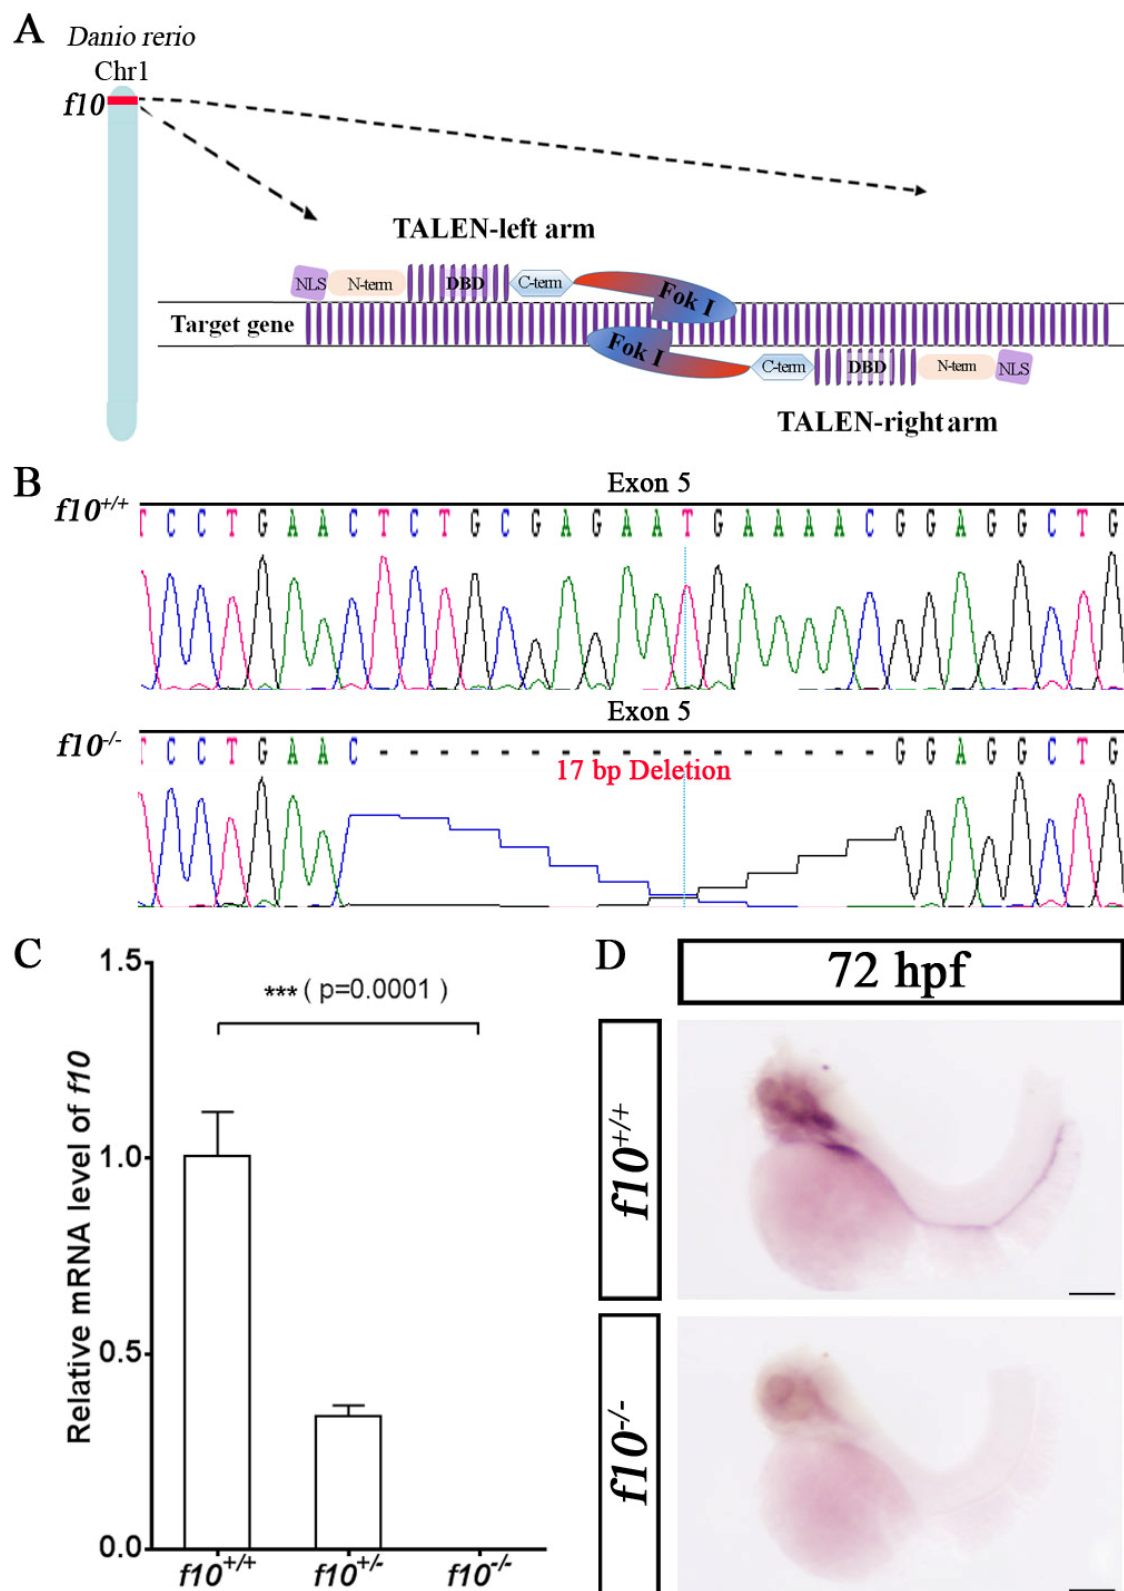 A
Danio rerio
Chr1
f10
TALEN-left arm
NLS N-term DBD C-term Fok I
Target gene
Fok I C-term DBD N-term NLS
TALEN-right arm
B
Exon 5
f10+/+
T C C T G A A C T C T G C G A G A A T G A A A A C G G A G G C T G
Exon 5
f10-/-
T C C T G A A C - - - - - - - - - - - - - - - - - G G A G G C T G
17 bp Deletion
C
Relative mRNA level of f10
1.5
1.0
0.5
0.0
*** ( p=0.0001 )
f10+/+ f10+/- f10-/-
D
72 hpf
f10+/+
f10-/-